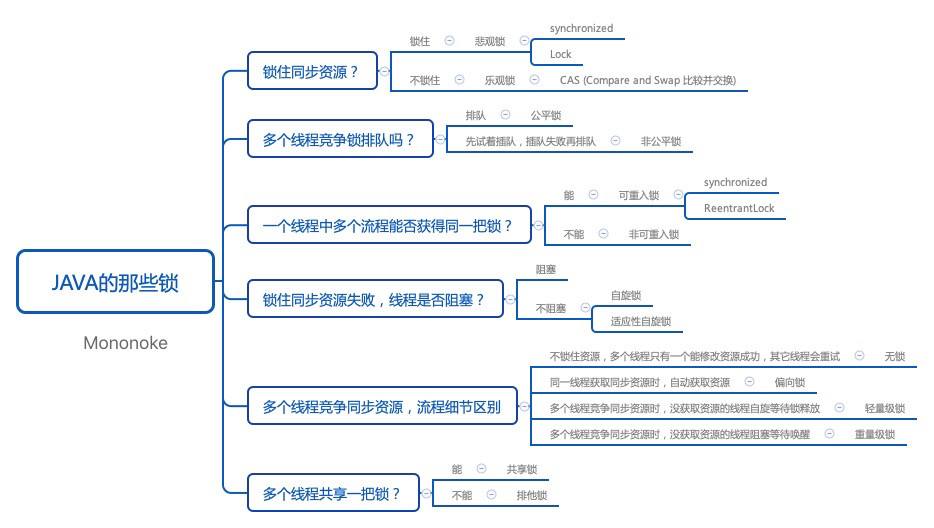 JAVA的那些锁
Mononoke
锁住同步资源？
锁住
悲观锁
synchronized
Lock
不锁住
乐观锁
CAS (Compare and Swap 比较并交换)
多个线程竞争锁排队吗？
排队
公平锁
先试着插队，插队失败再排队
非公平锁
一个线程中多个流程能否获得同一把锁？
能
可重入锁
synchronized
ReentrantLock
不能
非可重入锁
锁住同步资源失败，线程是否阻塞？
阻塞
不阻塞
自旋锁
适应性自旋锁
多个线程竞争同步资源，流程细节区别
不锁住资源，多个线程只有一个能修改资源成功，其它线程会重试
无锁
同一线程获取同步资源时，自动获取资源
偏向锁
多个线程竞争同步资源时，没获取资源的线程自旋等待锁释放
轻量级锁
多个线程竞争同步资源时，没获取资源的线程阻塞等待唤醒
重量级锁
多个线程共享一把锁？
能
共享锁
不能
排他锁